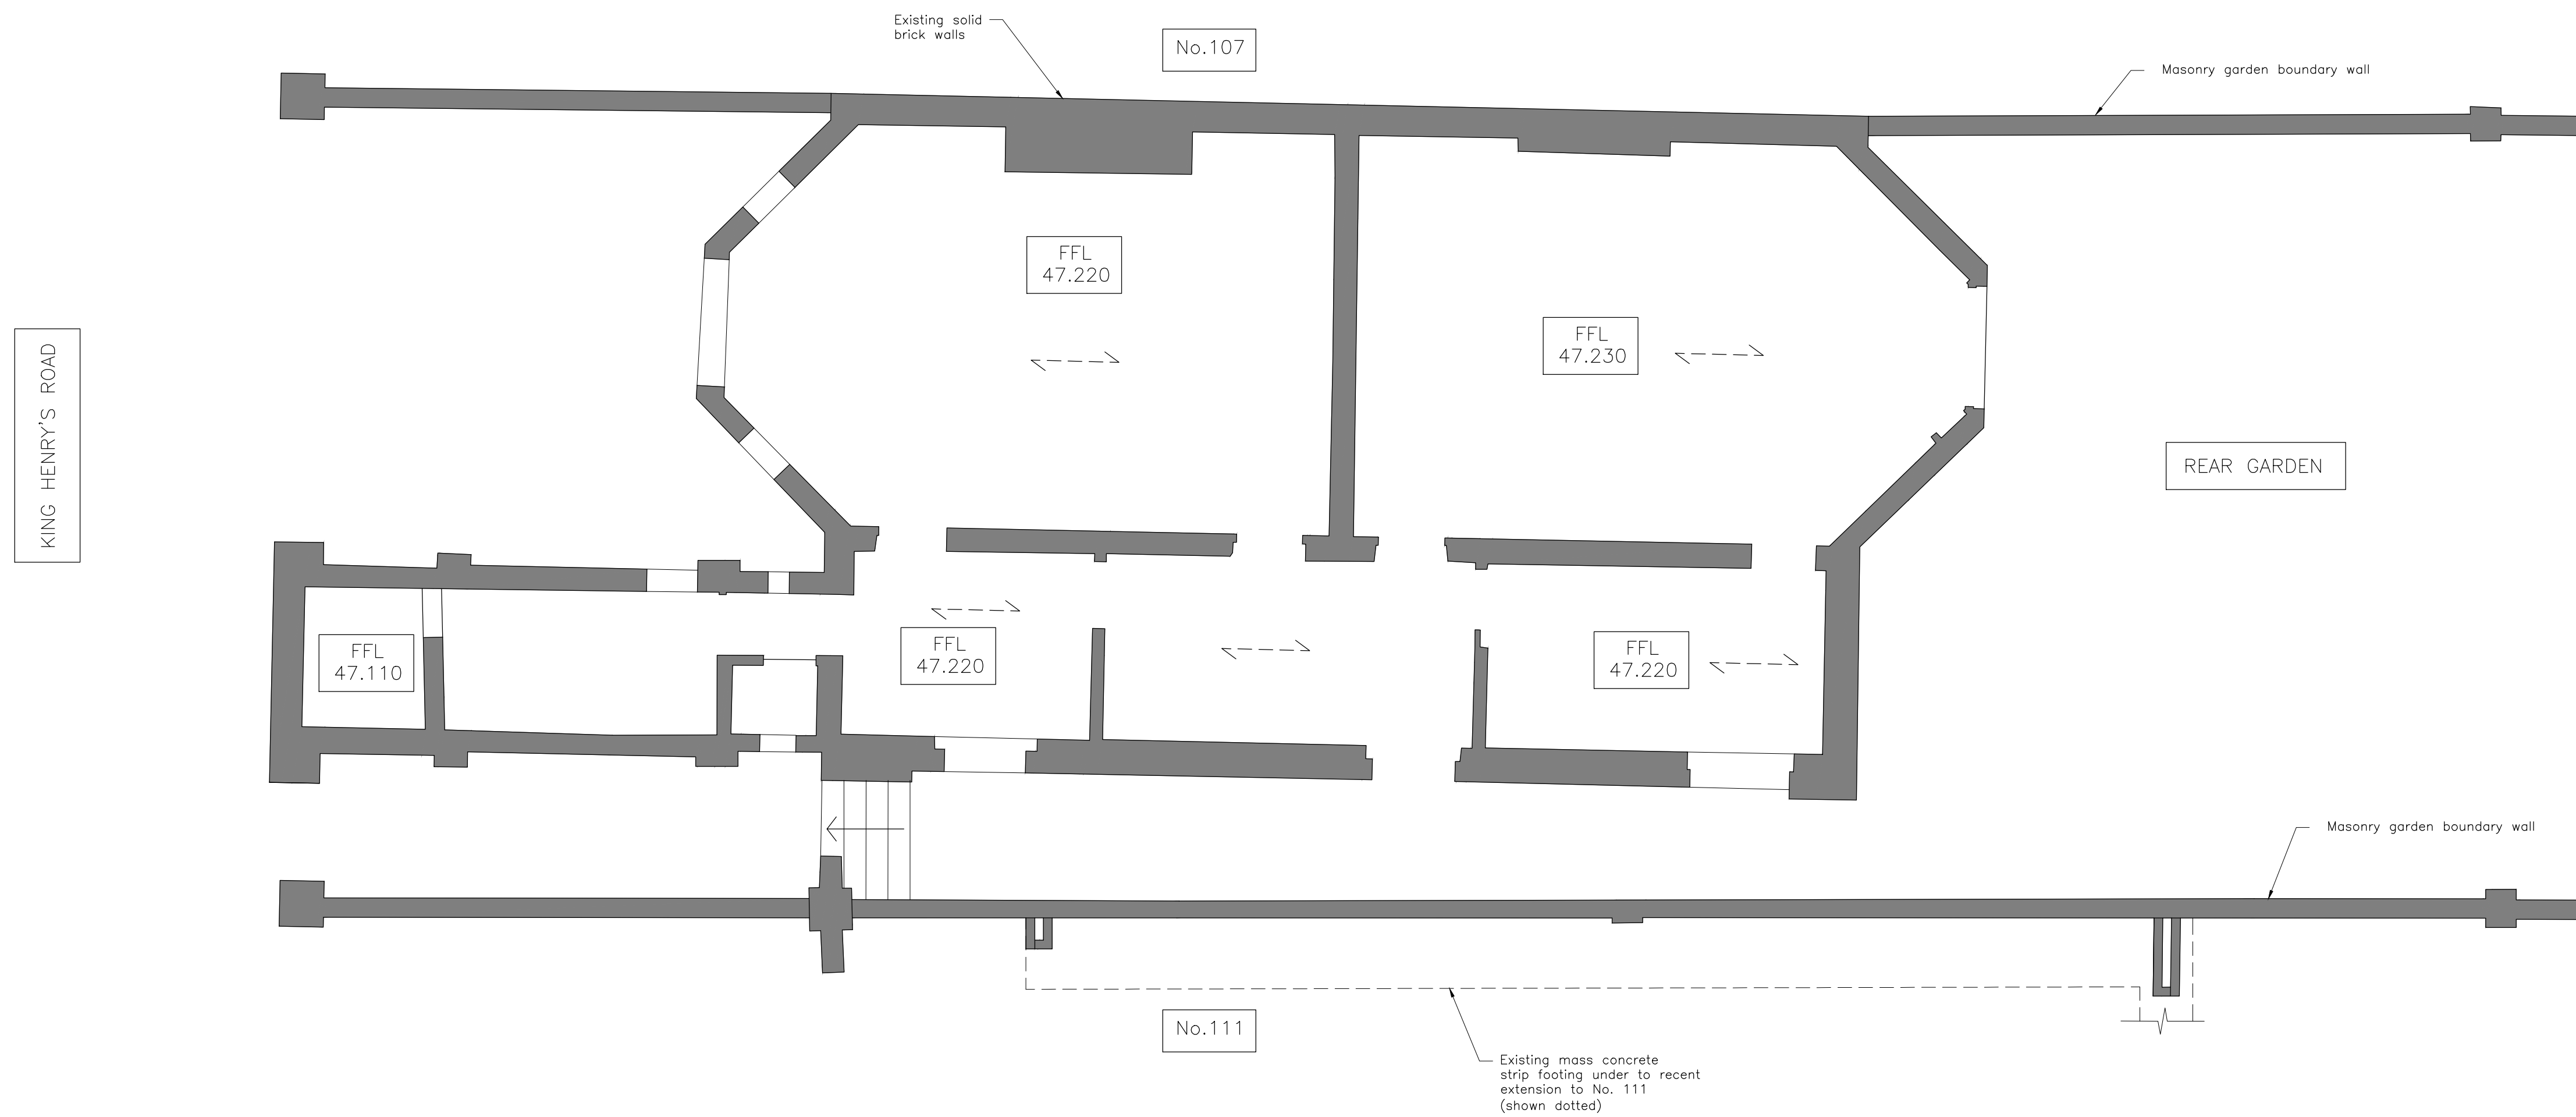 Existing solid
brick walls
No.107
Masonry garden boundary wall
FFL
47.220
FFL
47.230
KING HENRY'S ROAD
REAR GARDEN
FFL
47.110
FFL
47.220
FFL
47.220
Masonry garden boundary wall
No.111
Existing mass concrete
strip footing under to recent
extension to No. 111
(shown dotted)